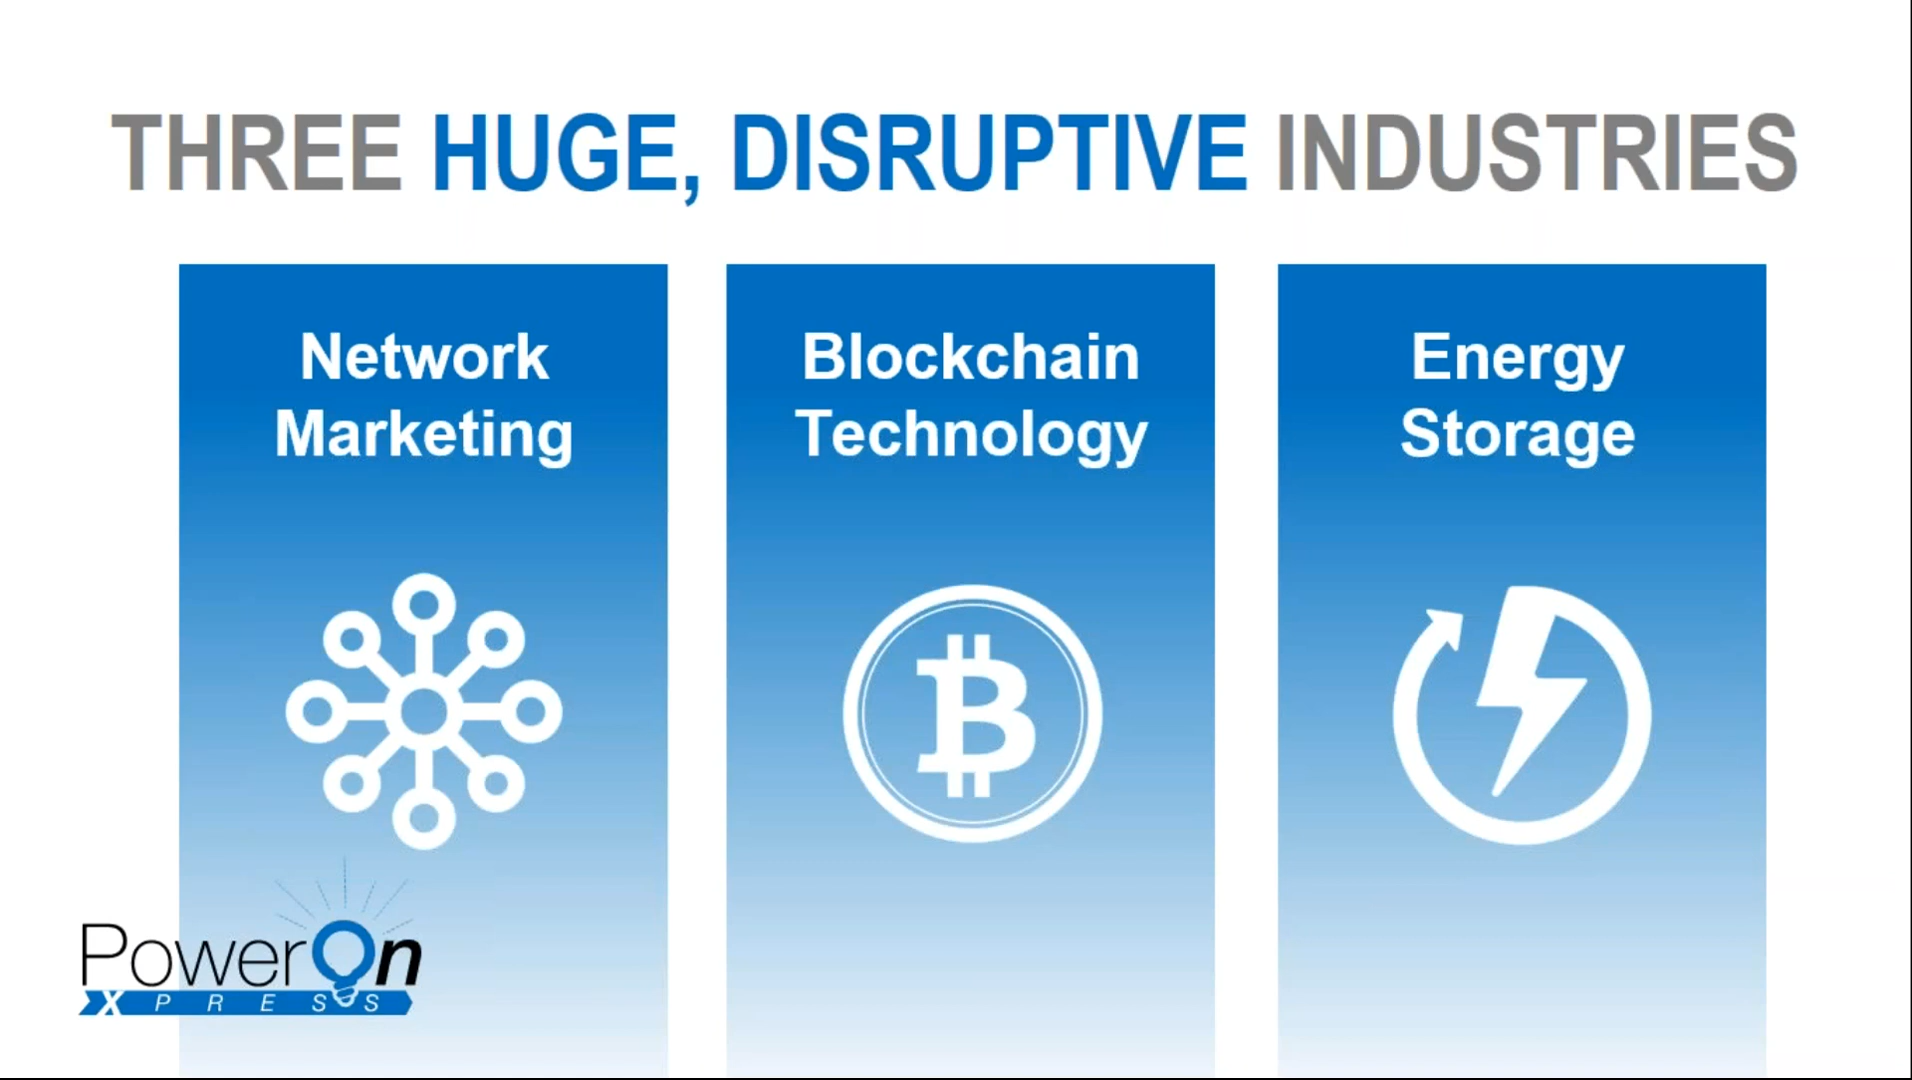 THREE HUGE, DISRUPTIVE INDUSTRIES
Network
Marketing
Blockchain
Technology
Energy
Storage
PowerOn
XPRESS